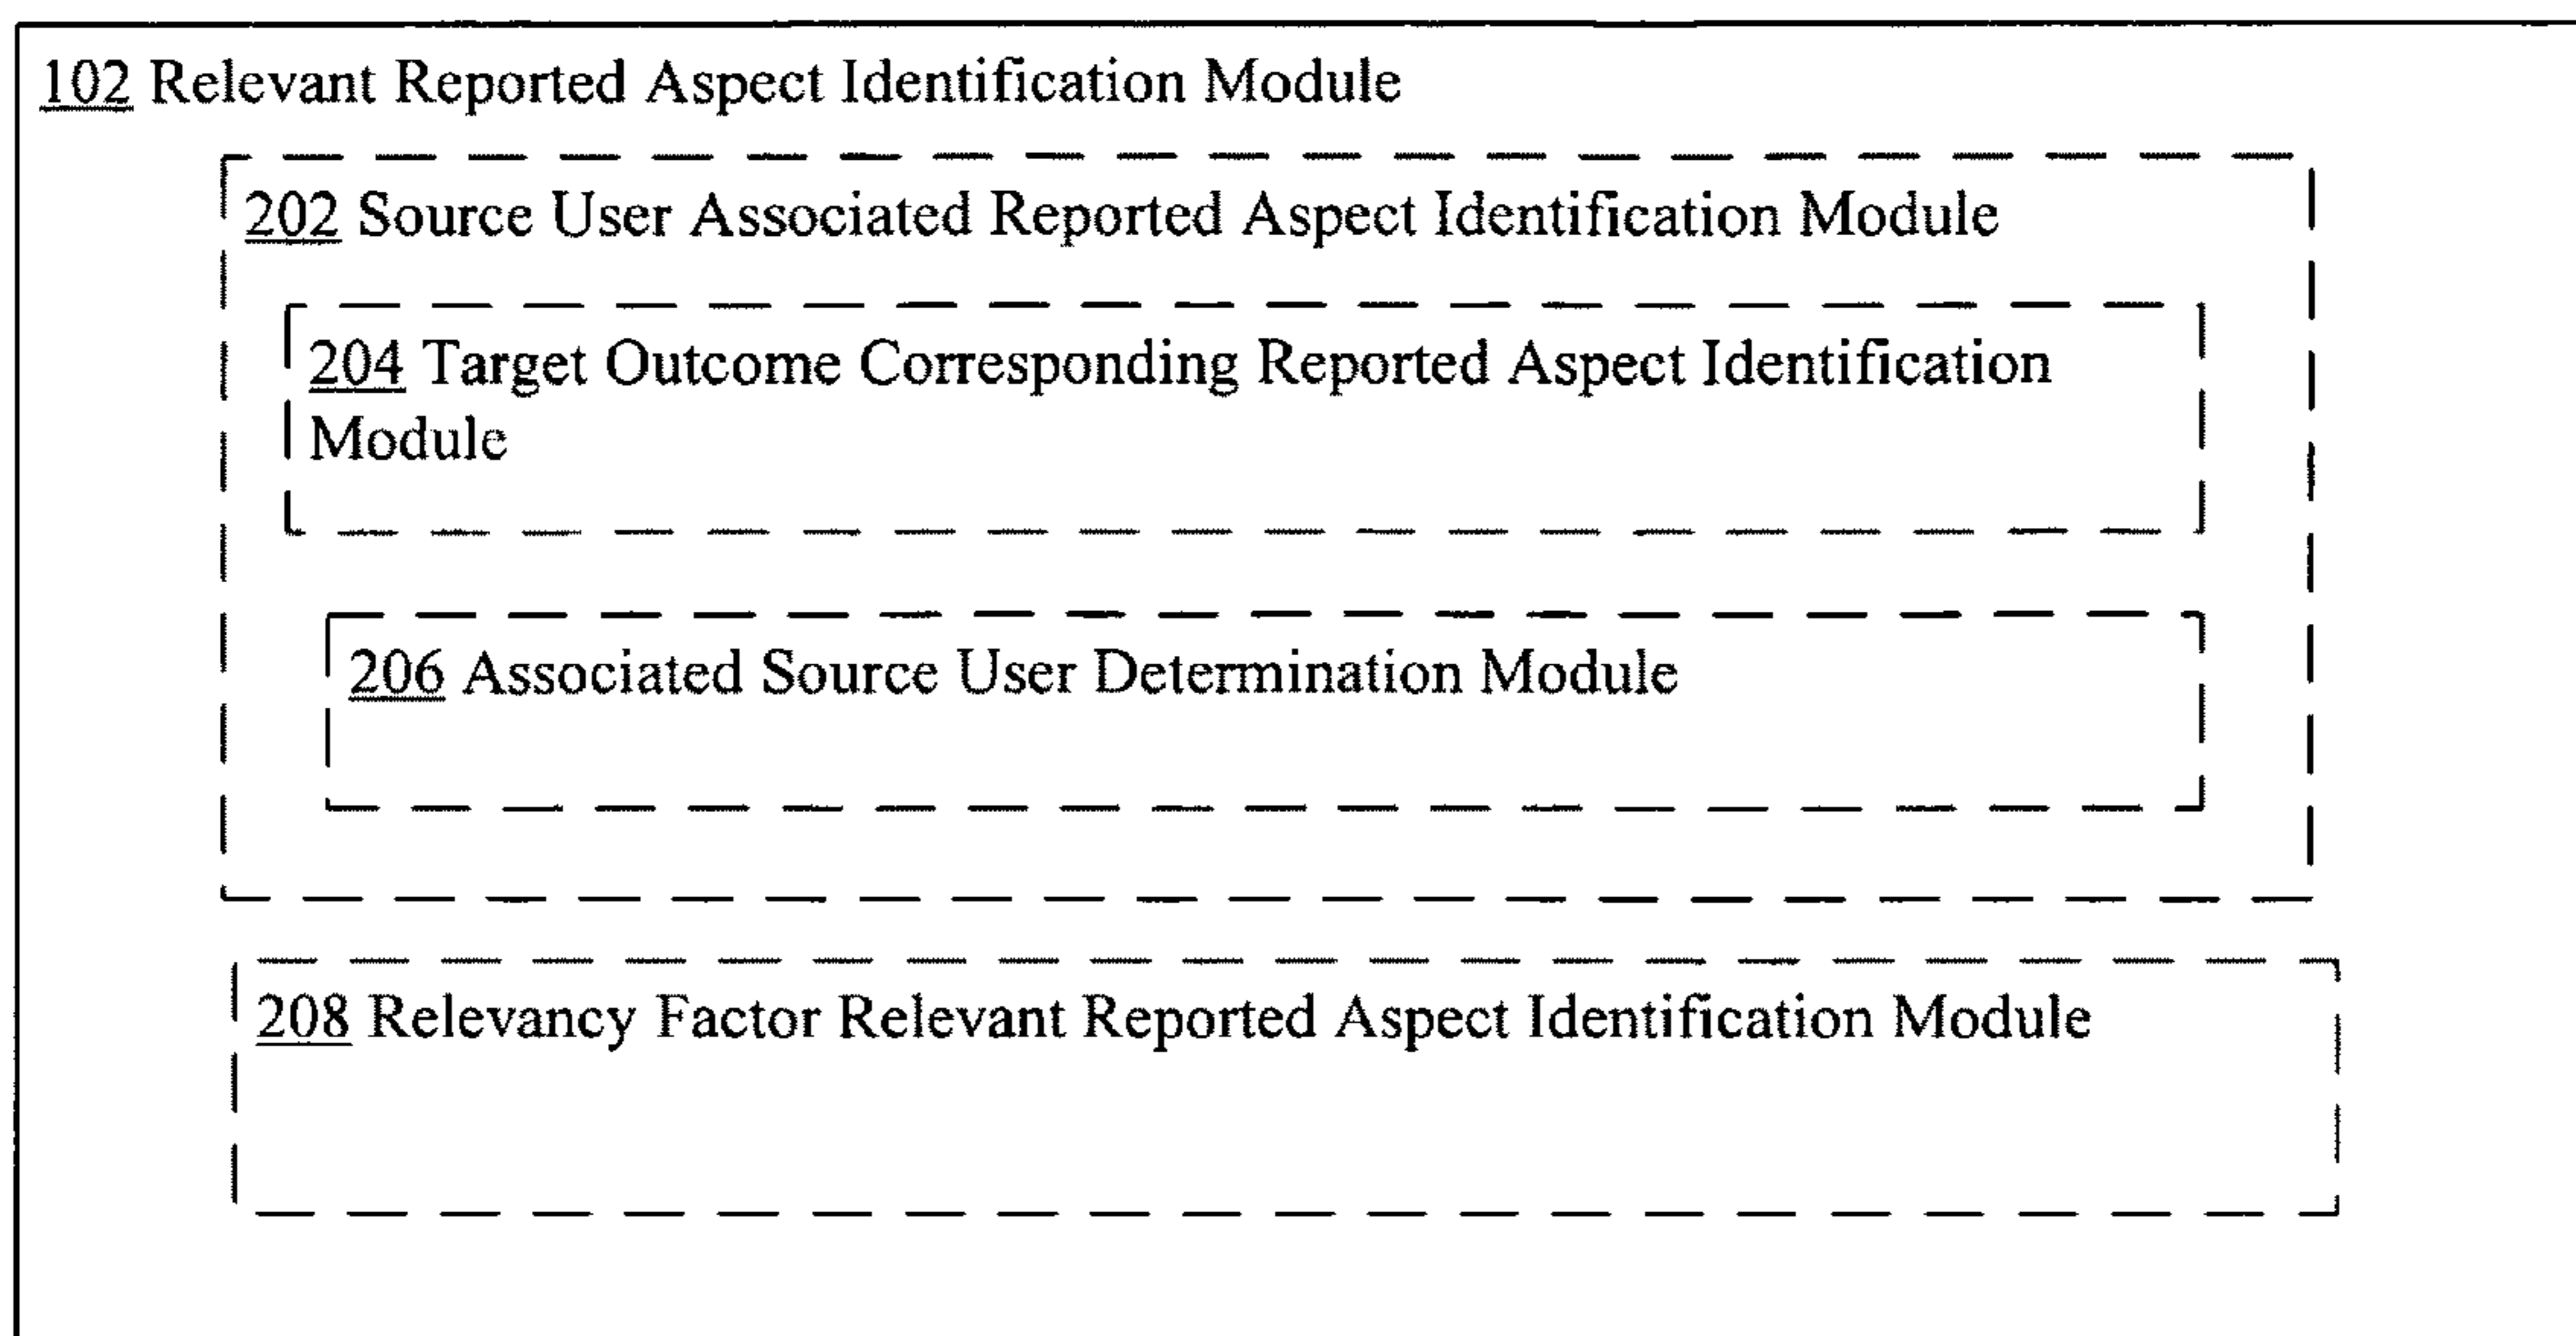 102 Relevant Reported Aspect Identification Module
202 Source User Associated Reported Aspect Identification Module
204 Target Outcome Corresponding Reported Aspect Identification
Module
206 Associated Source User Determination Module
208 Relevancy Factor Relevant Reported Aspect Identification Module